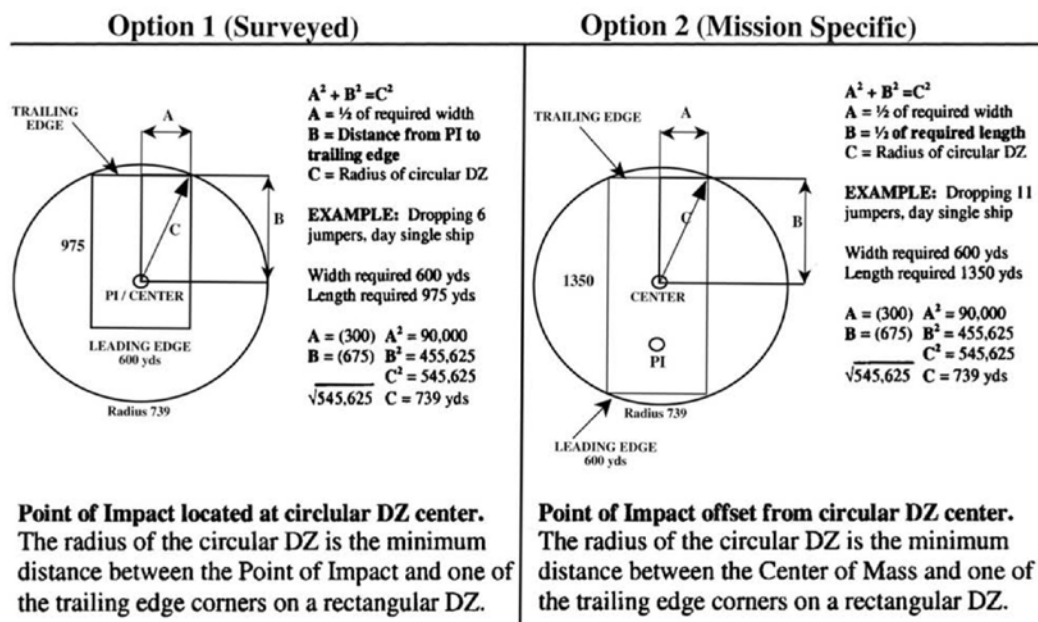 Option 1 (Surveyed)
TRAILING
EDGE
A
B
C
975
PI / CENTER
LEADING EDGE
600 yds
Radius 739
A² + B² =C²
A = ½ of required width
B = Distance from PI to
trailing edge
C = Radius of circular DZ
EXAMPLE: Dropping 6
jumpers, day single ship
Width required 600 yds
Length required 975 yds
A = (300) A² = 90,000
B = (675) B² = 455,625
C² = 545,625
√545,625 C = 739 yds
Point of Impact located at circlular DZ center.
The radius of the circular DZ is the minimum
distance between the Point of Impact and one of
the trailing edge corners on a rectangular DZ.
Option 2 (Mission Specific)
TRAILING EDGE
A
B
C
1350
CENTER
PI
Radius 739
LEADING EDGE
600 yds
A² + B² =C²
A = ½ of required width
B = ½ of required length
C = Radius of circular DZ
EXAMPLE: Dropping 11
jumpers, day single ship
Width required 600 yds
Length required 1350 yds
A = (300) A² = 90,000
B = (675) B² = 455,625
C² = 545,625
√545,625 C = 739 yds
Point of Impact offset from circular DZ center.
The radius of the circular DZ is the minimum
distance between the Center of Mass and one of
the trailing edge corners on a rectangular DZ.